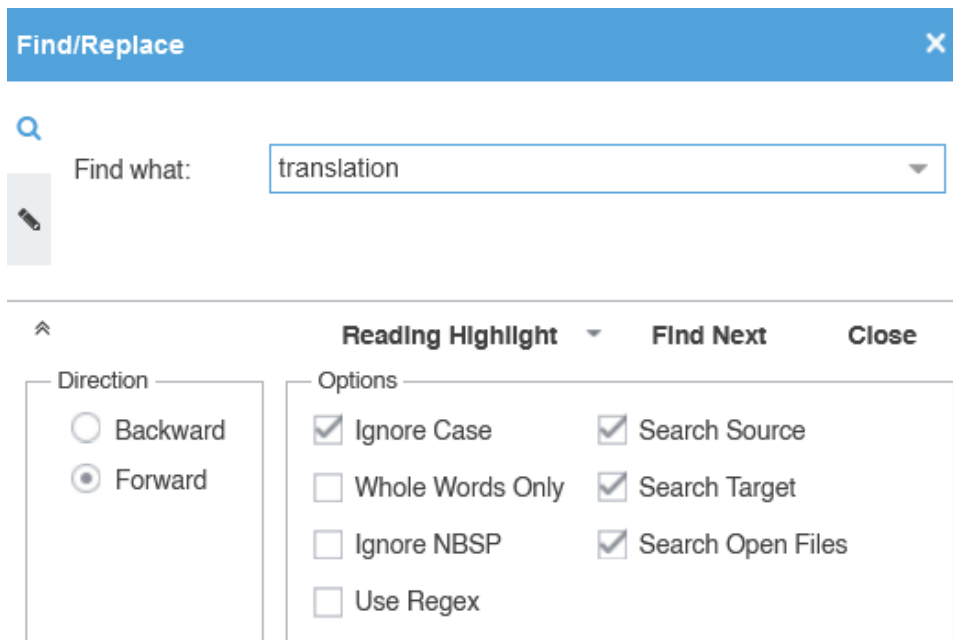 Find/Replace
Find what: translation
Reading Highlight Find Next Close
Direction Options
Backward Ignore Case Search Source
Forward Whole Words Only Search Target
Ignore NBSP Search Open Files
Use Regex